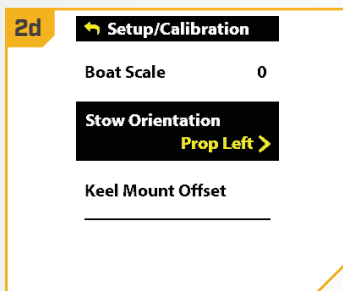 2d
Setup/Calibration
Boat Scale 0
Stow Orientation
Prop Left >
Keel Mount Offset